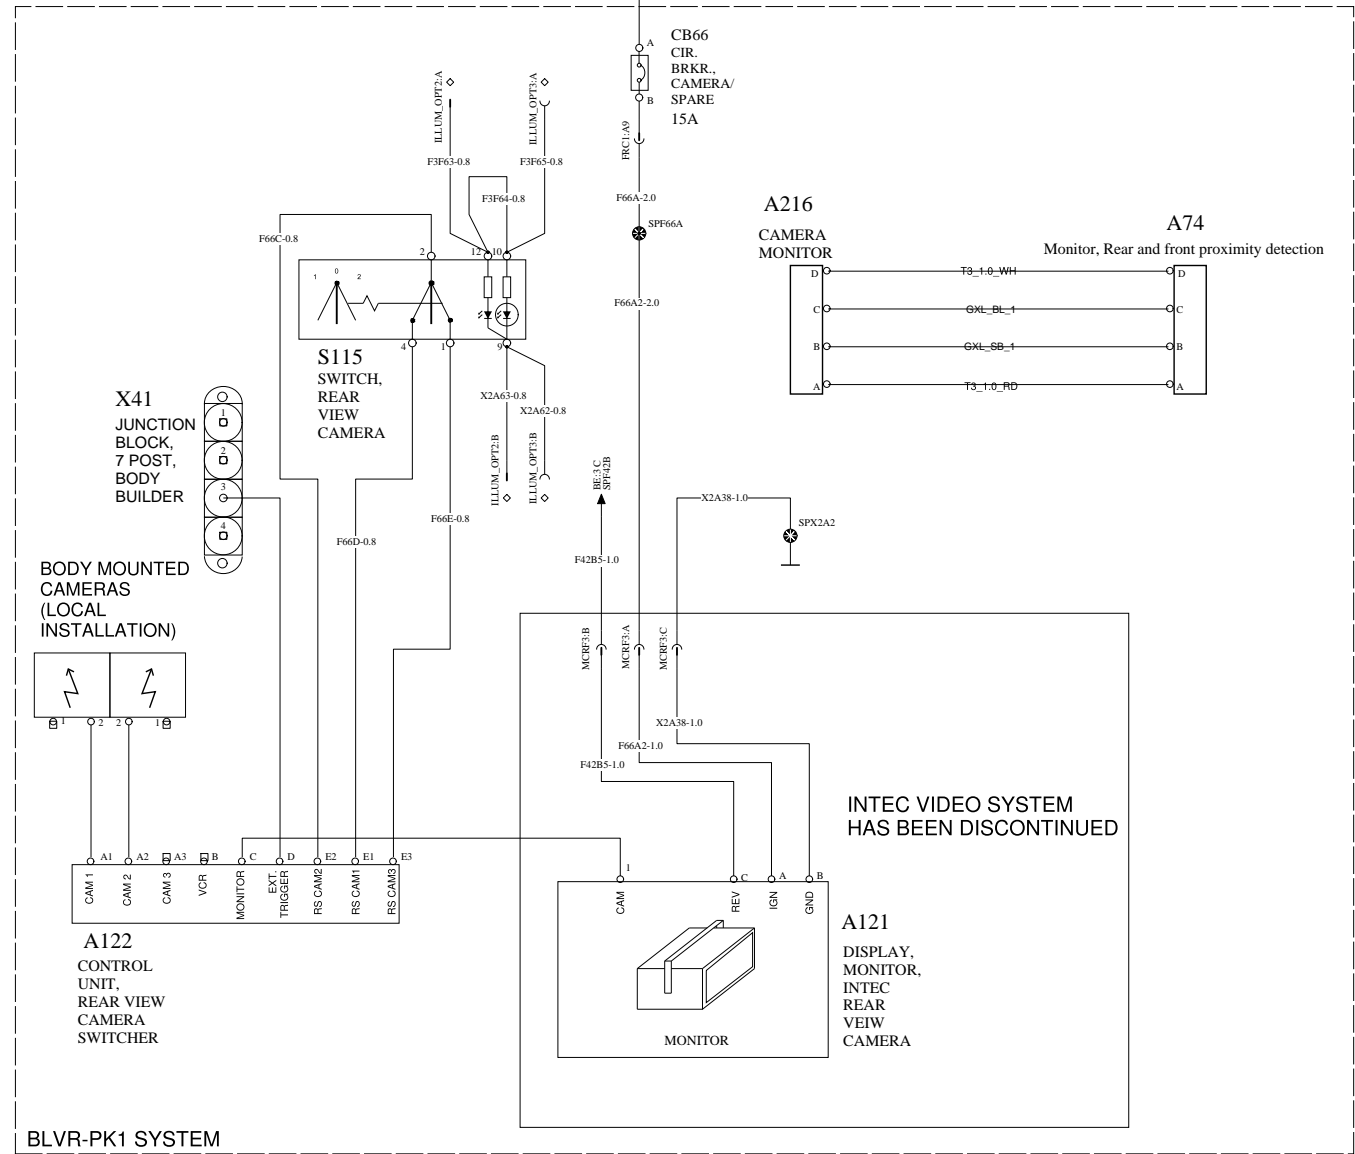 CB66
CIR.
BRKR.,
CAMERA/
SPARE
15A
A
B
FRC1:A9
F66A-2.0
SPF66A
F66A2-2.0
ILLUM_OPT2:A
ILLUM_OPT3:A
F3F63-0.8
F3F65-0.8
F3F64-0.8
F66C-0.8
2
12
10
1
0
2
4
1
9
S115
SWITCH,
REAR
VIEW
CAMERA
X2A63-0.8
X2A62-0.8
ILLUM_OPT2:B
ILLUM_OPT3:B
A216
CAMERA
MONITOR
A74
Monitor, Rear and front proximity detection
D
T3_1.0_WH
D
C
GXL_BL_1
C
B
GXL_SB_1
B
A
T3_1.0_RD
A
X41
JUNCTION
BLOCK,
7 POST,
BODY
BUILDER
1
2
3
4
F66E-0.8
F66D-0.8
BE:3 C
SPF42B
X2A38-1.0
SPX2A2
F42B5-1.0
BODY MOUNTED
CAMERAS
(LOCAL
INSTALLATION)
1
2
2
1
MCRF3:B
MCRF3:A
MCRF3:C
X2A38-1.0
F66A2-1.0
F42B5-1.0
INTEC VIDEO SYSTEM
HAS BEEN DISCONTINUED
A1
A2
A3
B
C
D
E2
E1
E3
CAM 1
CAM 2
CAM 3
VCR
MONITOR
EXT.
TRIGGER
RS CAM2
RS CAM1
RS CAM3
A122
CONTROL
UNIT,
REAR VIEW
CAMERA
SWITCHER
1
C
A
B
CAM
REV
IGN
GND
MONITOR
A121
DISPLAY,
MONITOR,
INTEC
REAR
VEIW
CAMERA
BLVR-PK1 SYSTEM